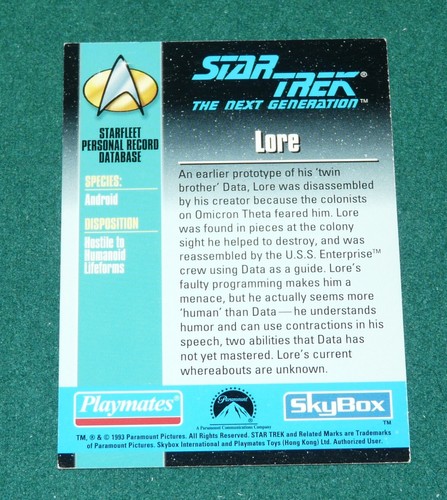 STAR TREK®
THE NEXT GENERATION™
STARFLEET
PERSONAL RECORD
DATABASE
SPECIES:
Android
DISPOSITION
Hostile to
Humanoid
Lifeforms
Lore
An earlier prototype of his 'twin
brother' Data, Lore was disassembled
by his creator because the colonists
on Omicron Theta feared him. Lore
was found in pieces at the colony
sight he helped to destroy, and was
reassembled by the U.S.S. Enterprise™
crew using Data as a guide. Lore's
faulty programming makes him a
menace, but he actually seems more
'human' than Data—he understands
humor and can use contractions in his
speech, two abilities that Data has
not yet mastered. Lore's current
whereabouts are unknown.
Playmates®
Paramount
A Paramount Communications Company
SkyBox™
TM, ® & © 1993 Paramount Pictures. All Rights Reserved. STAR TREK and Related Marks are Trademarks
of Paramount Pictures. Skybox International and Playmates Toys (Hong Kong) Ltd. Authorized User.